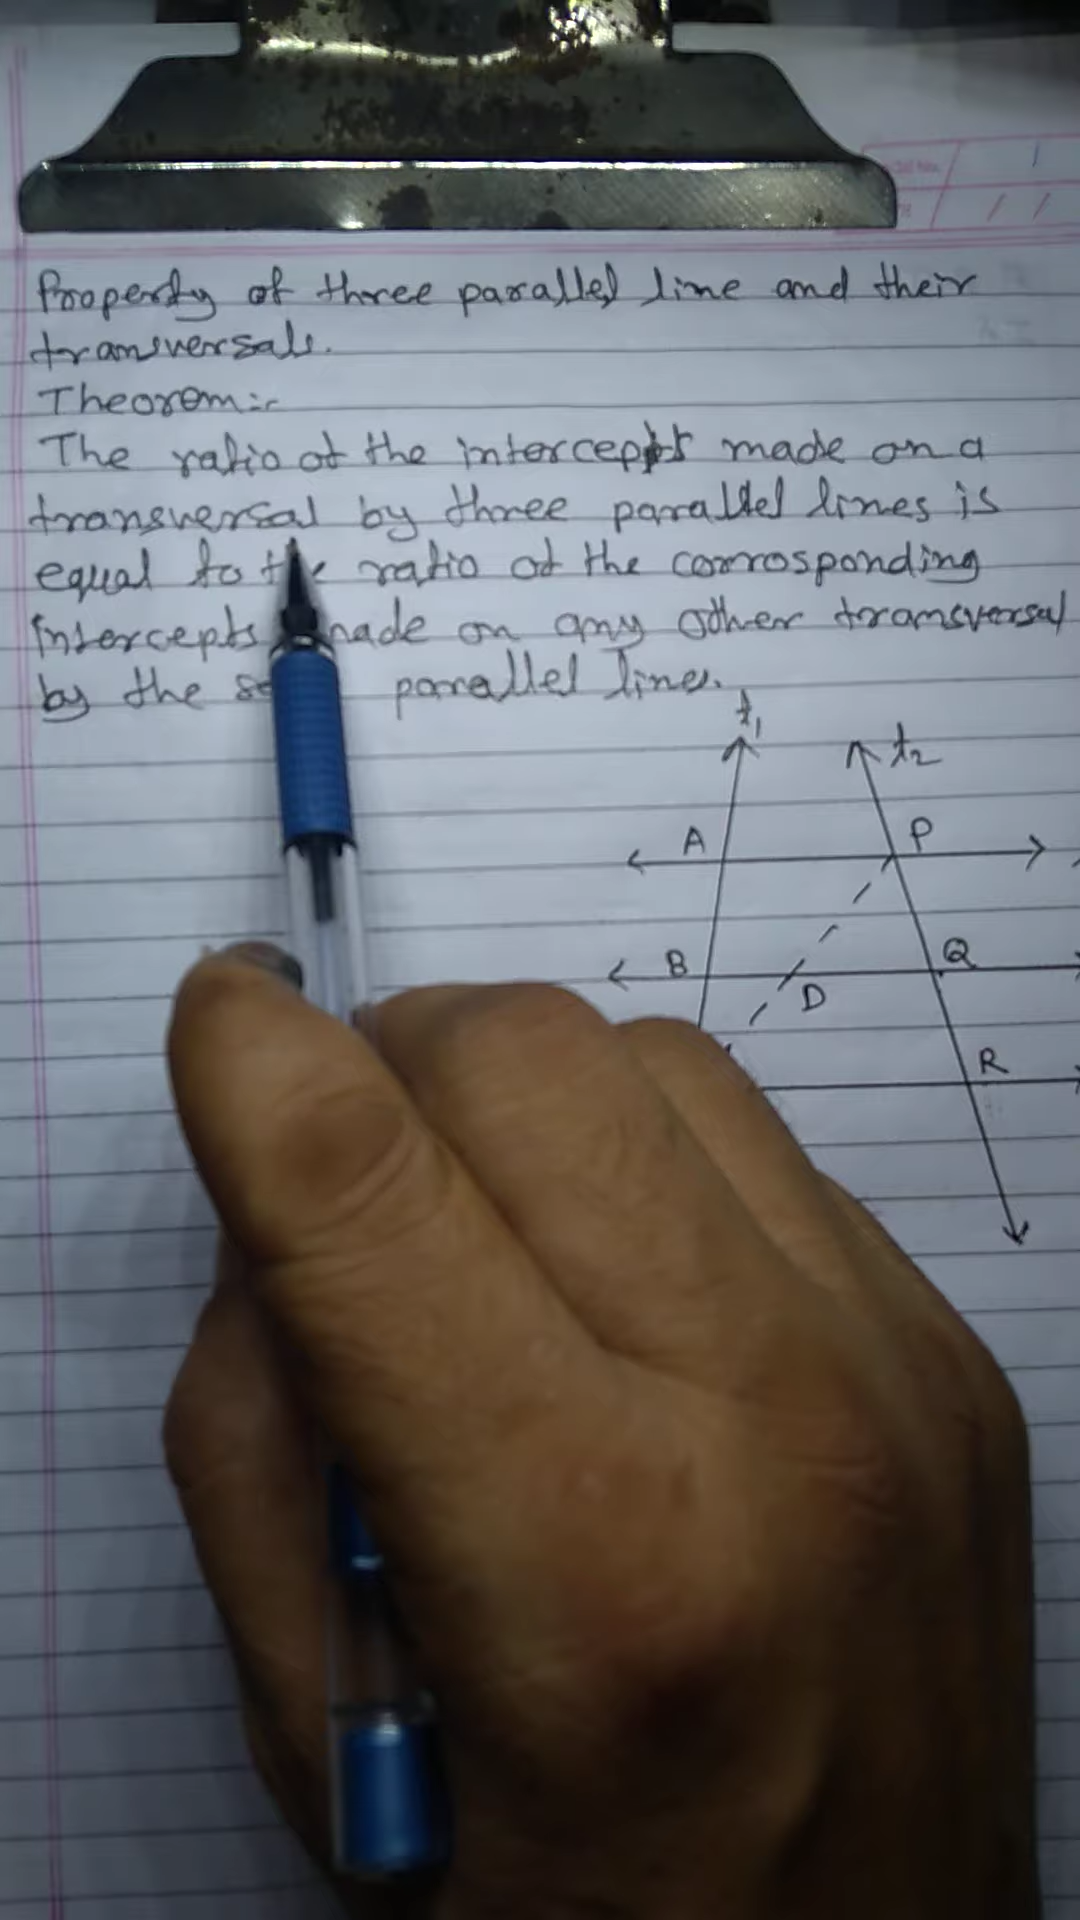 Property of three parallel line and their
transversals.
Theorem:-
The ratio of the intercepts made on a
transversal by three parallel lines is
equal to the ratio of the corrosponding
intercepts made on any other transversal
by the parallel lines.
t1
t2
A P
B Q
D
R